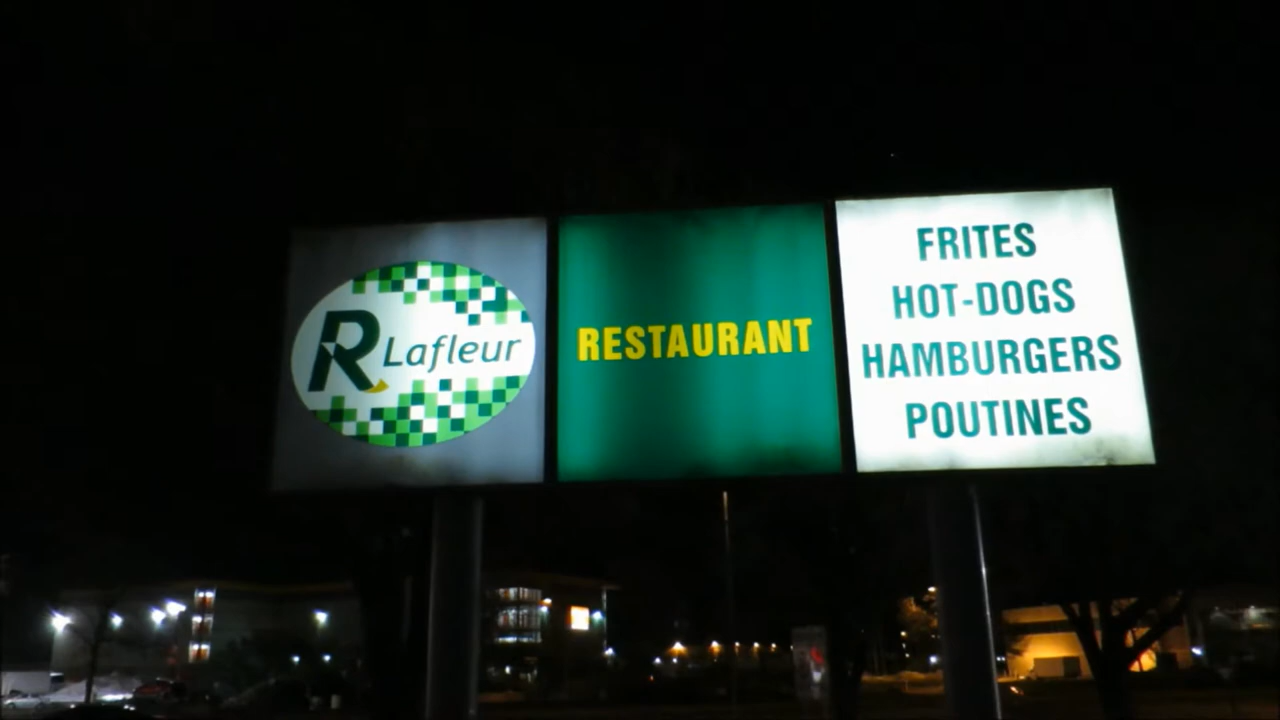 R Lafleur
RESTAURANT
FRITES
HOT-DOGS
HAMBURGERS
POUTINES